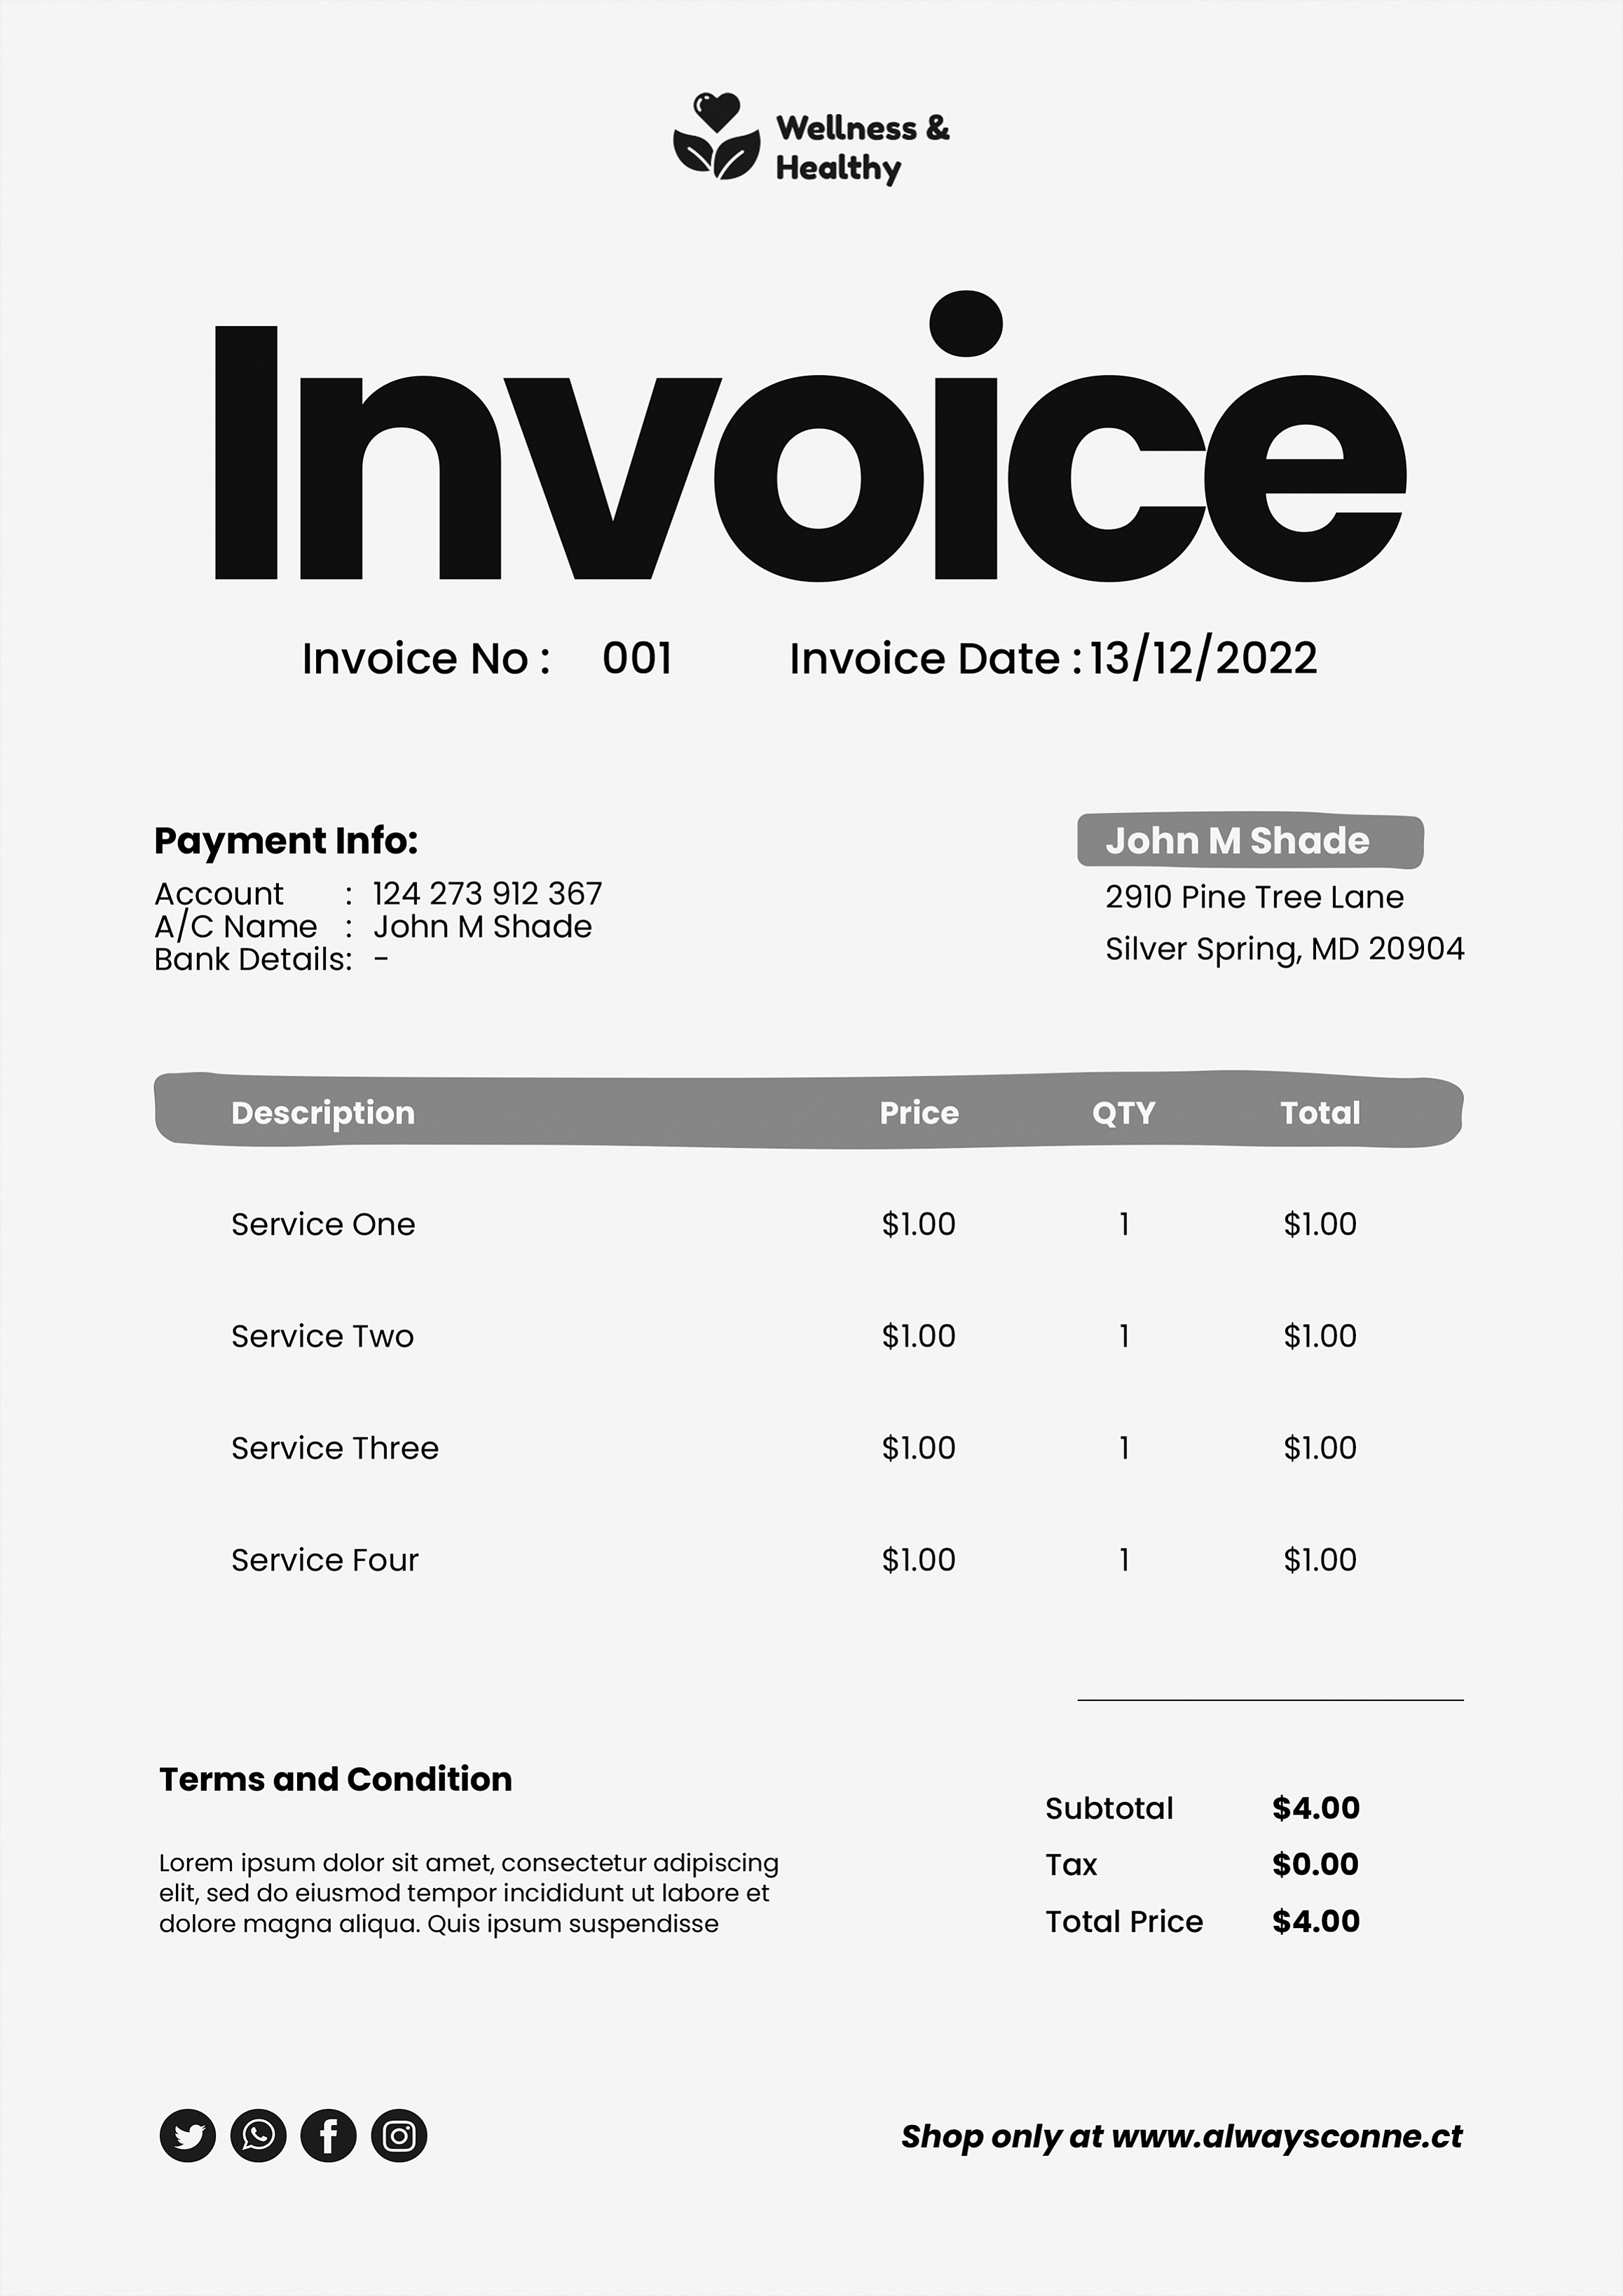 Wellness &
Healthy
Invoice
Invoice No : 001 Invoice Date : 13/12/2022
Payment Info:
Account : 124 273 912 367
A/C Name : John M Shade
Bank Details: -
John M Shade
2910 Pine Tree Lane
Silver Spring, MD 20904
Description Price QTY Total
Service One $1.00 1 $1.00
Service Two $1.00 1 $1.00
Service Three $1.00 1 $1.00
Service Four $1.00 1 $1.00
Terms and Condition
Lorem ipsum dolor sit amet, consectetur adipiscing
elit, sed do eiusmod tempor incididunt ut labore et
dolore magna aliqua. Quis ipsum suspendisse
Subtotal $4.00
Tax $0.00
Total Price $4.00
Shop only at www.alwaysconne.ct